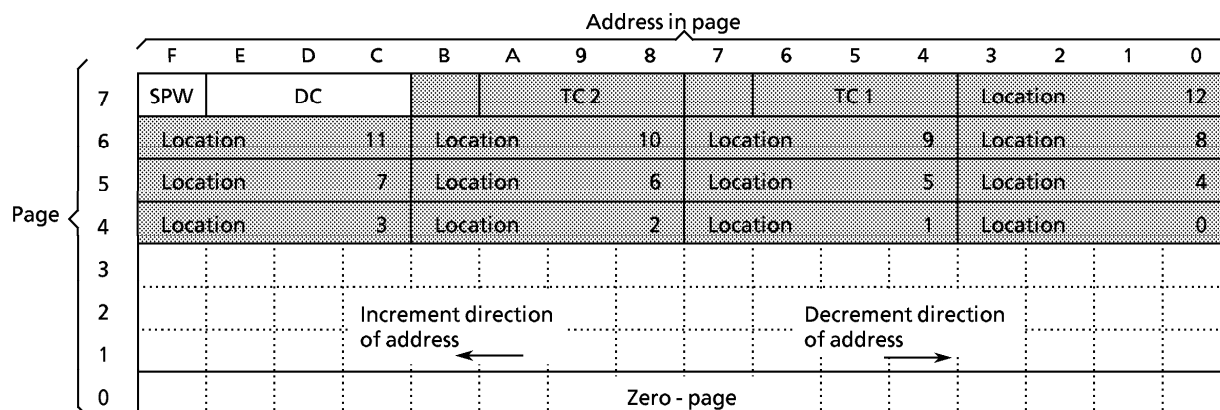 Address in page
F E D C B A 9 8 7 6 5 4 3 2 1 0
7 SPW DC TC 2 TC 1 Location 12
6 Location 11 Location 10 Location 9 Location 8
5 Location 7 Location 6 Location 5 Location 4
Page
4 Location 3 Location 2 Location 1 Location 0
3
2 Increment direction Decrement direction
of address of address
1
0 Zero - page